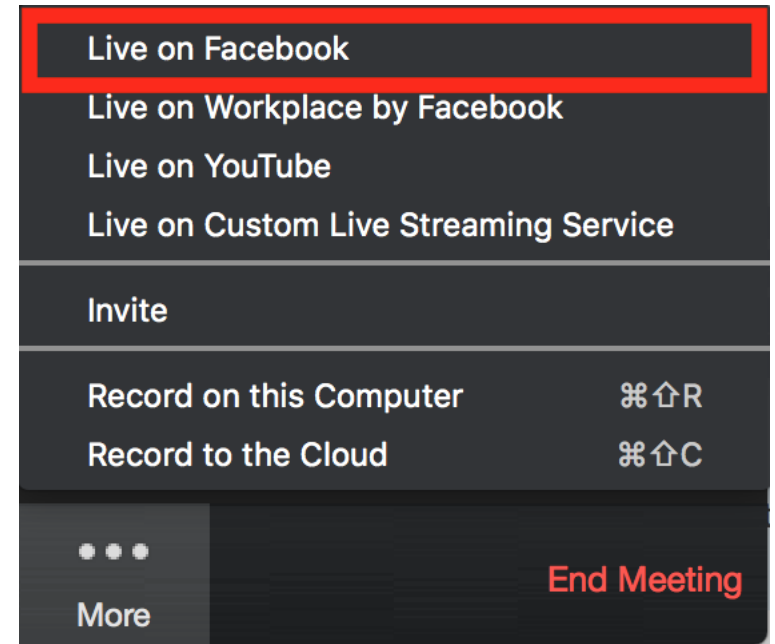 Live on Facebook
Live on Workplace by Facebook
Live on YouTube
Live on Custom Live Streaming Service
Invite
Record on this Computer ⌘⇧R
Record to the Cloud ⌘⇧C
End Meeting
More